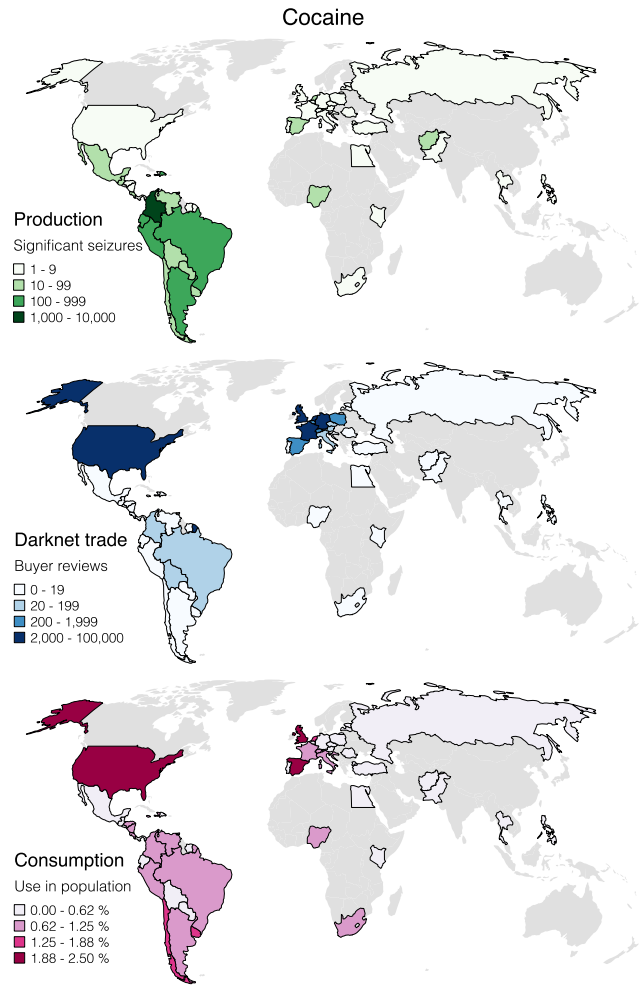 Cocaine
Production
Significant seizures
1 - 9
10 - 99
100 - 999
1,000 - 10,000
Darknet trade
Buyer reviews
0 - 19
20 - 199
200 - 1,999
2,000 - 100,000
Consumption
Use in population
0.00 - 0.62 %
0.62 - 1.25 %
1.25 - 1.88 %
1.88 - 2.50 %